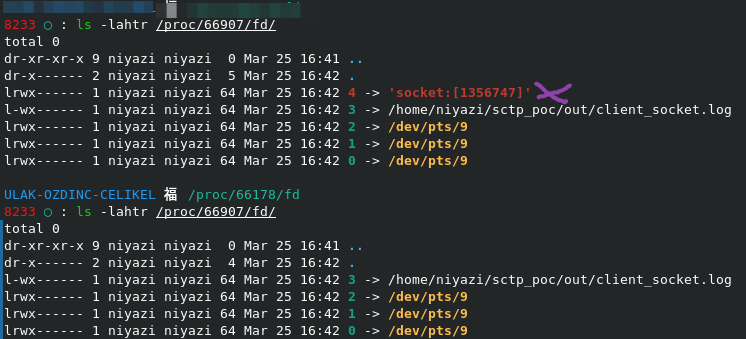 福
8233 ○ : ls -lahtr /proc/66907/fd/
total 0
dr-xr-xr-x 9 niyazi niyazi  0 Mar 25 16:41 ..
dr-x------ 2 niyazi niyazi  5 Mar 25 16:42 .
lrwx------ 1 niyazi niyazi 64 Mar 25 16:42 4 -> 'socket:[1356747]'
l-wx------ 1 niyazi niyazi 64 Mar 25 16:42 3 -> /home/niyazi/sctp_poc/out/client_socket.log
lrwx------ 1 niyazi niyazi 64 Mar 25 16:42 2 -> /dev/pts/9
lrwx------ 1 niyazi niyazi 64 Mar 25 16:42 1 -> /dev/pts/9
lrwx------ 1 niyazi niyazi 64 Mar 25 16:42 0 -> /dev/pts/9
ULAK-OZDINC-CELIKEL 福 /proc/66178/fd
8233 ○ : ls -lahtr /proc/66907/fd/
total 0
dr-xr-xr-x 9 niyazi niyazi  0 Mar 25 16:41 ..
dr-x------ 2 niyazi niyazi  4 Mar 25 16:42 .
l-wx------ 1 niyazi niyazi 64 Mar 25 16:42 3 -> /home/niyazi/sctp_poc/out/client_socket.log
lrwx------ 1 niyazi niyazi 64 Mar 25 16:42 2 -> /dev/pts/9
lrwx------ 1 niyazi niyazi 64 Mar 25 16:42 1 -> /dev/pts/9
lrwx------ 1 niyazi niyazi 64 Mar 25 16:42 0 -> /dev/pts/9